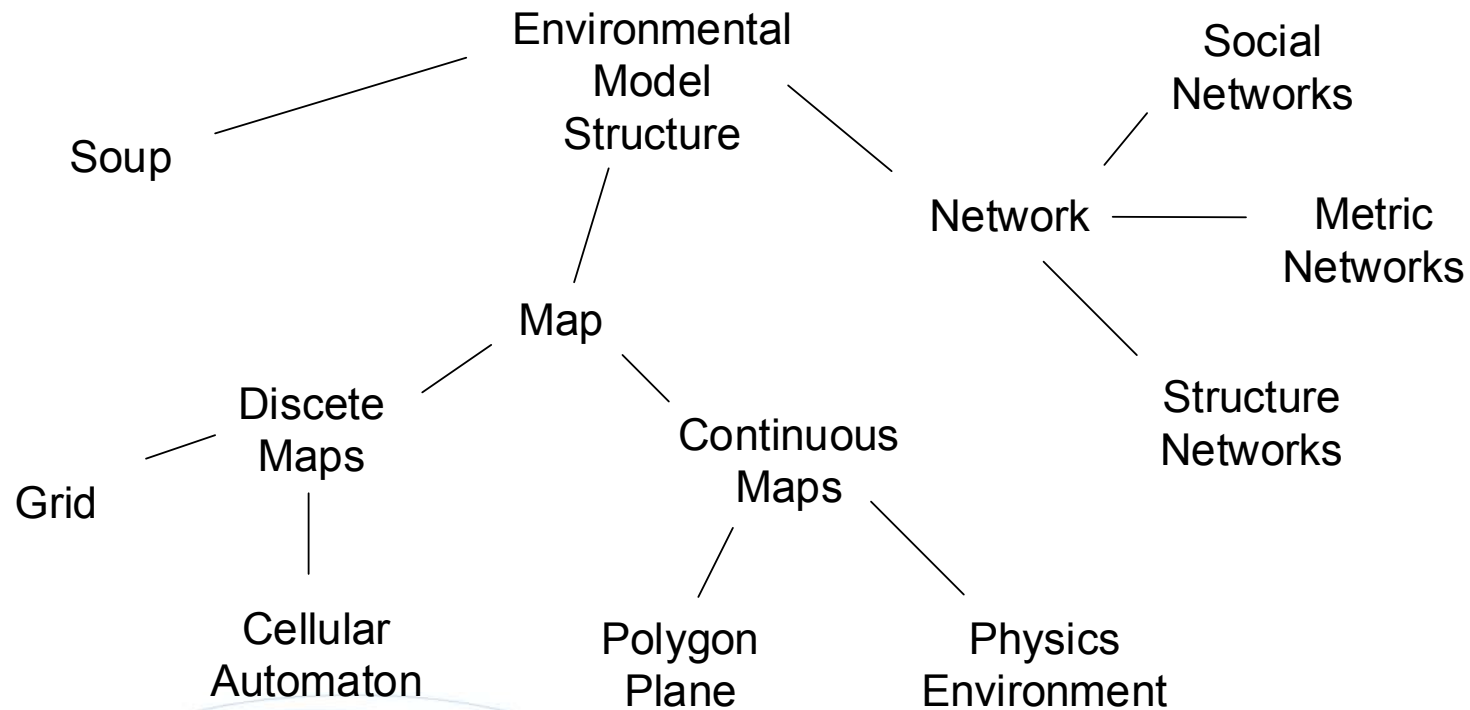 Environmental
Model
Structure
Soup
Social
Networks
Network
Metric
Networks
Structure
Networks
Map
Discete
Maps
Continuous
Maps
Grid
Cellular
Automaton
Polygon
Plane
Physics
Environment